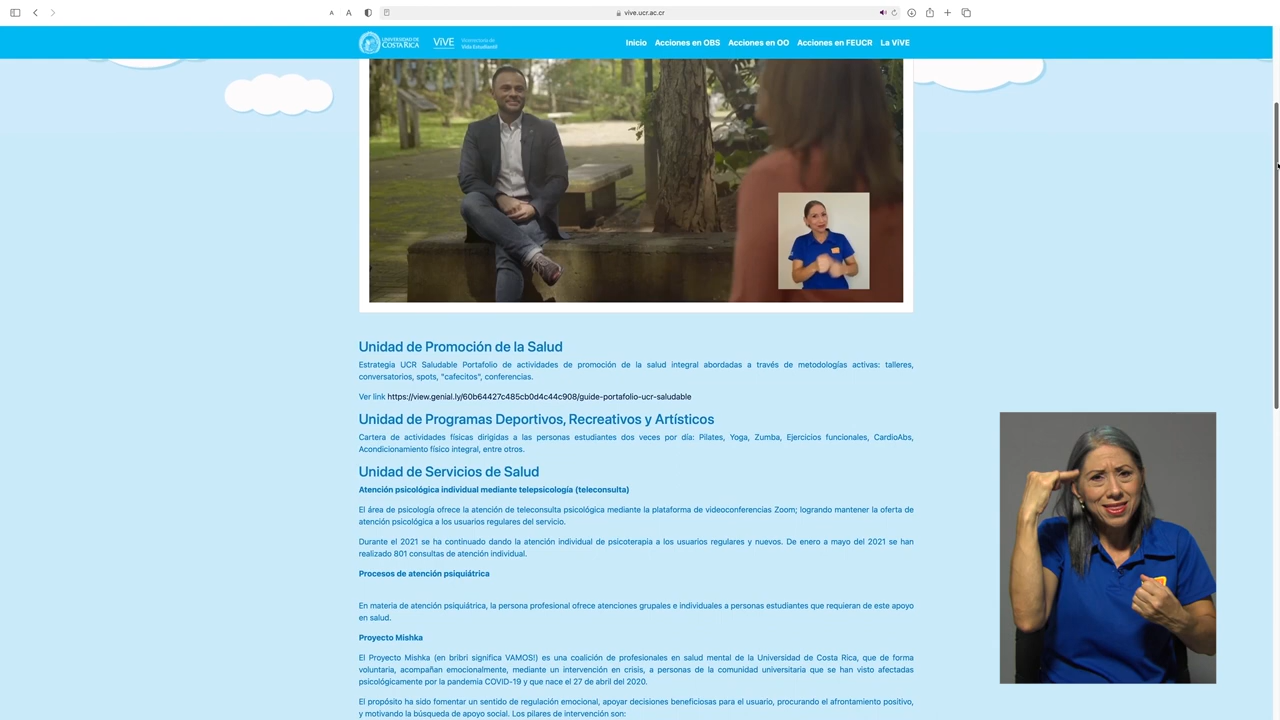 A A vive.ucr.ac.cr
UNIVERSIDAD DE
COSTA RICA
ViVE
Vicerrectoría de
Vida Estudiantil
Inicio Acciones en OBS Acciones en OO Acciones en FEUCR La ViVE
Unidad de Promoción de la Salud
Estrategia UCR Saludable Portafolio de actividades de promoción de la salud integral abordadas a través de metodologías activas: talleres,
conversatorios, spots, "cafecitos", conferencias.
Ver link https://view.genial.ly/60b64427c485cb0d4c44c908/guide-portafolio-ucr-saludable
Unidad de Programas Deportivos, Recreativos y Artísticos
Cartera de actividades físicas dirigidas a las personas estudiantes dos veces por día: Pilates, Yoga, Zumba, Ejercicios funcionales, CardioAbs,
Acondicionamiento físico integral, entre otros.
Unidad de Servicios de Salud
Atención psicológica individual mediante telepsicología (teleconsulta)
El área de psicología ofrece la atención de teleconsulta psicológica mediante la plataforma de videoconferencias Zoom; logrando mantener la oferta de
atención psicológica a los usuarios regulares del servicio.
Durante el 2021 se ha continuado dando la atención individual de psicoterapia a los usuarios regulares y nuevos. De enero a mayo del 2021 se han
realizado 801 consultas de atención individual.
Procesos de atención psiquiátrica
En materia de atención psiquiátrica, la persona profesional ofrece atenciones grupales e individuales a personas estudiantes que requieran de este apoyo
en salud.
Proyecto Mishka
El Proyecto Mishka (en bribri significa VAMOS!) es una coalición de profesionales en salud mental de la Universidad de Costa Rica, que de forma
voluntaria, acompañan emocionalmente, mediante un intervención en crisis, a personas de la comunidad universitaria que se han visto afectadas
psicológicamente por la pandemia COVID-19 y que nace el 27 de abril del 2020.
El propósito ha sido fomentar un sentido de regulación emocional, apoyar decisiones beneficiosas para el usuario, procurando el afrontamiento positivo,
y motivando la búsqueda de apoyo social. Los pilares de intervención son: